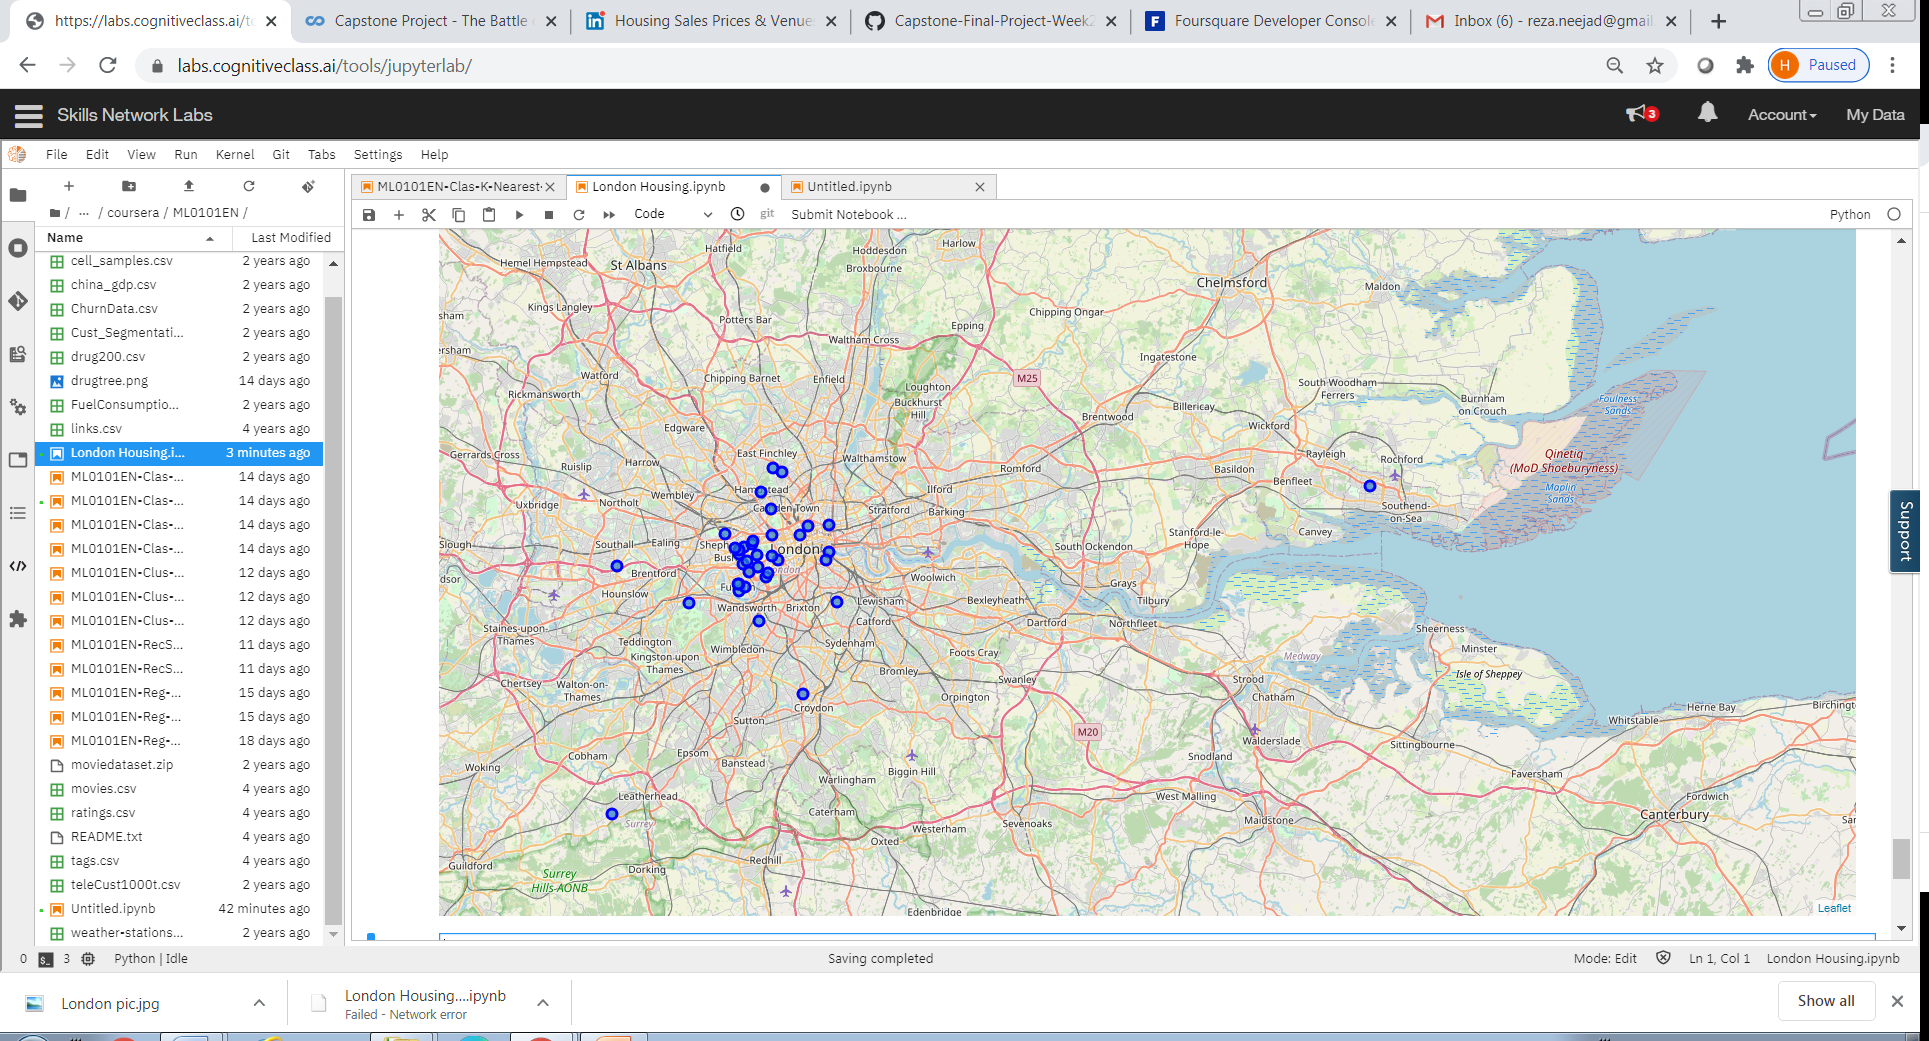 https://labs.cognitiveclass.ai/to
Capstone Project - The Battle
Housing Sales Prices & Venue
Capstone-Final-Project-Week2
Foursquare Developer Console
Inbox (6) - reza.neejad@gmail
labs.cognitiveclass.ai/tools/jupyterlab/
H Paused
Skills Network Labs
3
Account
My Data
File Edit View Run Kernel Git Tabs Settings Help
/ ... / coursera / ML0101EN /
Name Last Modified
cell_samples.csv 2 years ago
china_gdp.csv 2 years ago
ChurnData.csv 2 years ago
Cust_Segmentati... 2 years ago
drug200.csv 2 years ago
drugtree.png 14 days ago
FuelConsumptio... 2 years ago
links.csv 4 years ago
London Housing.i... 3 minutes ago
ML0101EN-Clas-... 14 days ago
ML0101EN-Clas-... 14 days ago
ML0101EN-Clas-... 14 days ago
ML0101EN-Clas-... 14 days ago
ML0101EN-Clus-... 12 days ago
ML0101EN-Clus-... 12 days ago
ML0101EN-Clus-... 12 days ago
ML0101EN-RecS... 11 days ago
ML0101EN-RecS... 11 days ago
ML0101EN-Reg-... 15 days ago
ML0101EN-Reg-... 15 days ago
ML0101EN-Reg-... 18 days ago
moviedataset.zip 2 years ago
movies.csv 4 years ago
ratings.csv 4 years ago
README.txt 4 years ago
tags.csv 4 years ago
teleCust1000t.csv 2 years ago
Untitled.ipynb 42 minutes ago
weather-stations... 2 years ago
ML0101EN-Clas-K-Nearest-
London Housing.ipynb
Untitled.ipynb
Code
git
Submit Notebook ...
Python
Hatfield
Hoddesdon
Harlow
Broxbourne
Hemel Hempstead
St Albans
Chelmsford
Maldon
Kings Langley
Potters Bar
Epping
Chipping Ongar
sham
Waltham Cross
ersham
Ingatestone
Watford
Chipping Barnet
Enfield
Loughton
M25
South Woodham
Ferrers
Rickmansworth
Buckhurst
Hill
Brentwood
Billericay
Burnham
on Crouch
Foulness
Sands
Edgware
Wickford
Gerrards Cross
Ruislip
Harrow
East Finchley
Walthamstow
Romford
Basildon
Rayleigh
Rochford
Qinetiq
(MoD Shoeburyness)
Uxbridge
Northolt
Wembley
Hampstead
Ilford
Benfleet
Maplin
Sands
Camden Town
Stratford
Barking
Southend-
on-Sea
Slough
Southall
Ealing
London
South Ockendon
Stanford-le-
Hope
Canvey
dsor
Brentford
Woolwich
Grays
Hounslow
Wandsworth
Brixton
Lewisham
Bexleyheath
Tilbury
Staines-upon-
Thames
Teddington
Catford
Dartford
Northfleet
Sheerness
Kingston upon
Thames
Wimbledon
Sydenham
Foots Cray
Medway
Minster
Chertsey
Walton-on-
Thames
Bromley
Swanley
Strood
Isle of Sheppey
Orpington
Chatham
Croydon
Sutton
M20
Whitstable
Herne Bay
Birchington
Cobham
Epsom
Banstead
Walderslade
Sittingbourne
Woking
Biggin Hill
Snodland
Faversham
Warlingham
Leatherhead
Caterham
West Malling
Fordwich
Surrey
Westerham
Sevenoaks
Maidstone
Canterbury
Oxted
Guildford
Dorking
Redhill
Surrey
Hills AONB
Edenbridge
Leaflet
Support
0
3
Python | Idle
Saving completed
Mode: Edit
Ln 1, Col 1
London Housing.ipynb
London pic.jpg
London Housing....ipynb
Failed - Network error
Show all